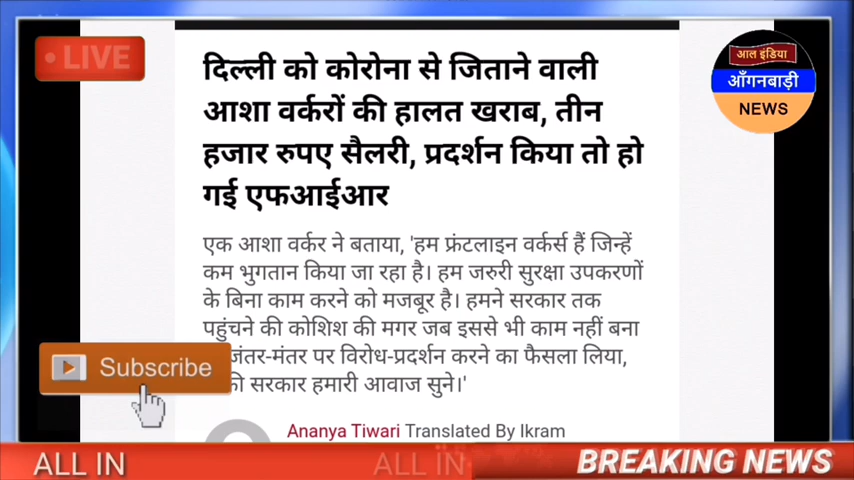 LIVE
दिल्ली को कोरोना से जिताने वाली
आशा वर्करों की हालत खराब, तीन
हजार रुपए सैलरी, प्रदर्शन किया तो हो
गई एफआईआर
आल इंडिया
आँगनबाड़ी
NEWS
एक आशा वर्कर ने बताया, 'हम फ्रंटलाइन वर्कर्स हैं जिन्हें
कम भुगतान किया जा रहा है। हम जरुरी सुरक्षा उपकरणों
के बिना काम करने को मजबूर है। हमने सरकार तक
पहुंचने की कोशिश की मगर जब इससे भी काम नहीं बना
जंतर-मंतर पर विरोध-प्रदर्शन करने का फैसला लिया,
सरकार हमारी आवाज सुने।'
Subscribe
Ananya Tiwari Translated By Ikram
ALL IN
ALL IN
BREAKING NEWS